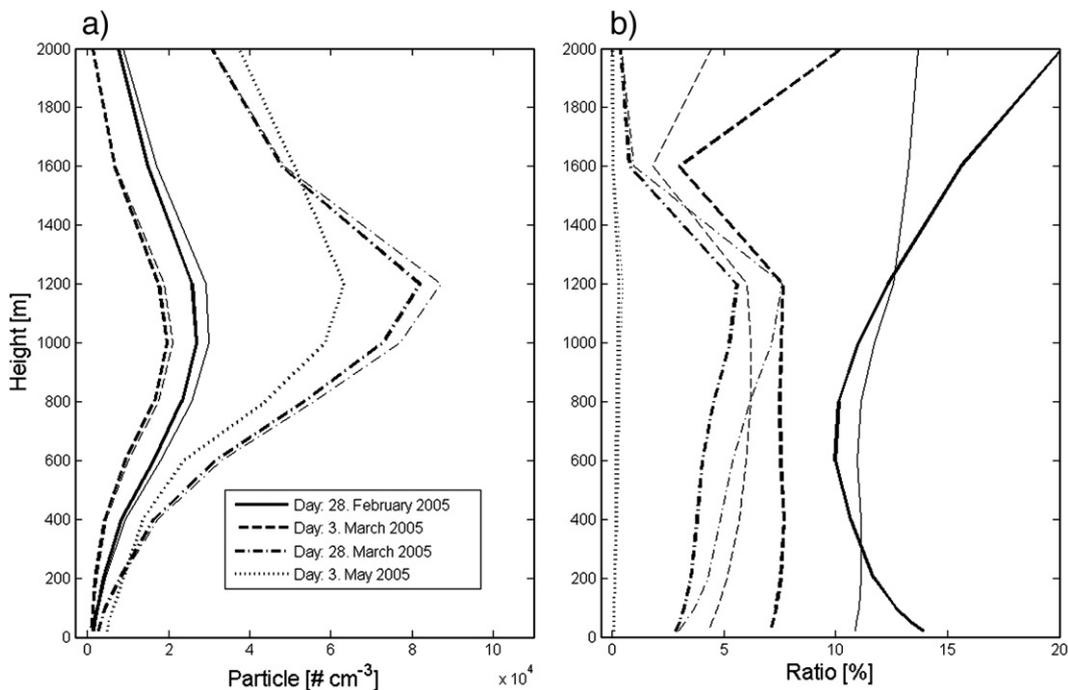 a)
b)
2000
1800
1600
1400
1200
1000
800
600
400
200
0
Height [m]
0 2 4 6 8 10
Particle [# cm⁻³]
x 10⁴
Day: 28. February 2005
Day: 3. March 2005
Day: 28. March 2005
Day: 3. May 2005
2000
1800
1600
1400
1200
1000
800
600
400
200
0
0 5 10 15 20
Ratio [%]